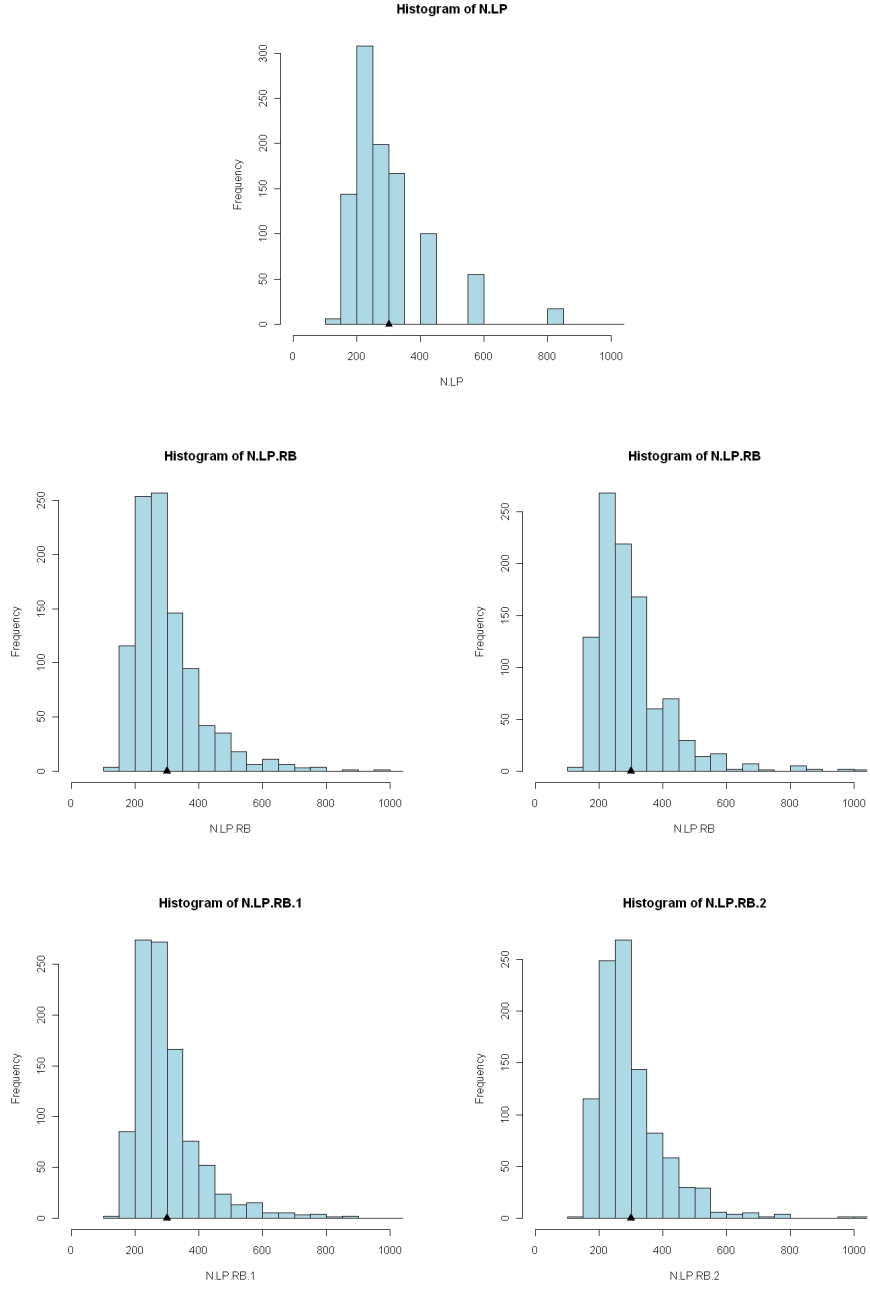 Histogram of N.LP
Frequency
300
250
200
150
100
50
0
0 200 400 600 800 1000
N.LP
Histogram of N.LP.RB
Frequency
250
200
150
100
50
0
0 200 400 600 800 1000
N.LP.RB
Histogram of N.LP.RB
Frequency
250
200
150
100
50
0
0 200 400 600 800 1000
N.LP.RB
Histogram of N.LP.RB.1
Frequency
250
200
150
100
50
0
0 200 400 600 800 1000
N.LP.RB.1
Histogram of N.LP.RB.2
Frequency
250
200
150
100
50
0
0 200 400 600 800 1000
N.LP.RB.2